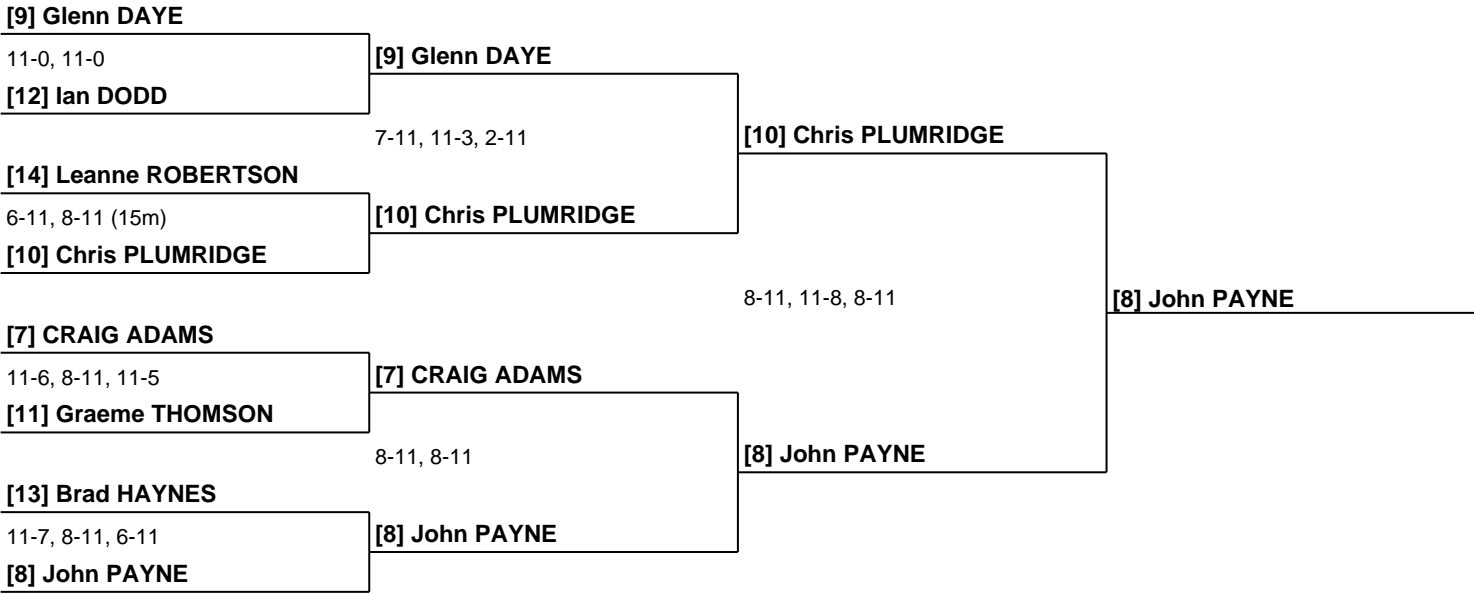 [9] Glenn DAYE
11-0, 11-0
[9] Glenn DAYE
[12] Ian DODD
7-11, 11-3, 2-11
[10] Chris PLUMRIDGE
[14] Leanne ROBERTSON
6-11, 8-11 (15m)
[10] Chris PLUMRIDGE
[10] Chris PLUMRIDGE
8-11, 11-8, 8-11
[8] John PAYNE
[7] CRAIG ADAMS
11-6, 8-11, 11-5
[7] CRAIG ADAMS
[11] Graeme THOMSON
8-11, 8-11
[8] John PAYNE
[13] Brad HAYNES
11-7, 8-11, 6-11
[8] John PAYNE
[8] John PAYNE